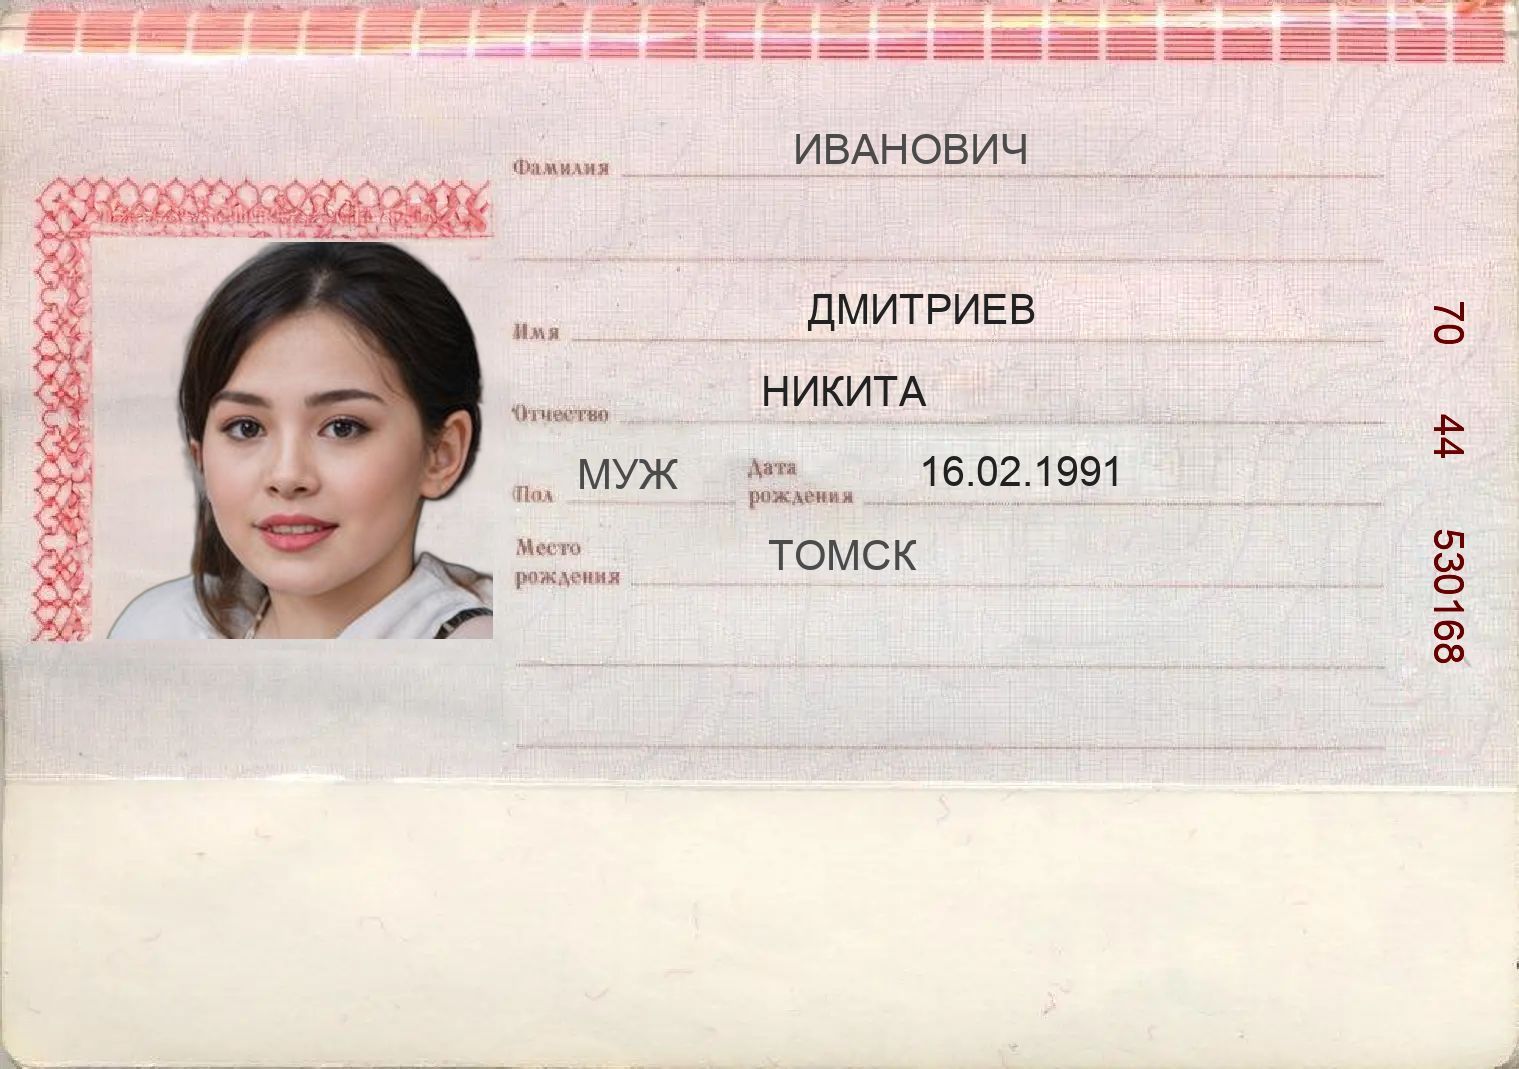 Фамилия ИВАНОВИЧ
Имя ДМИТРИЕВ
Отчество НИКИТА
Пол МУЖ Дата рождения 16.02.1991
Место рождения ТОМСК
70 44 530168